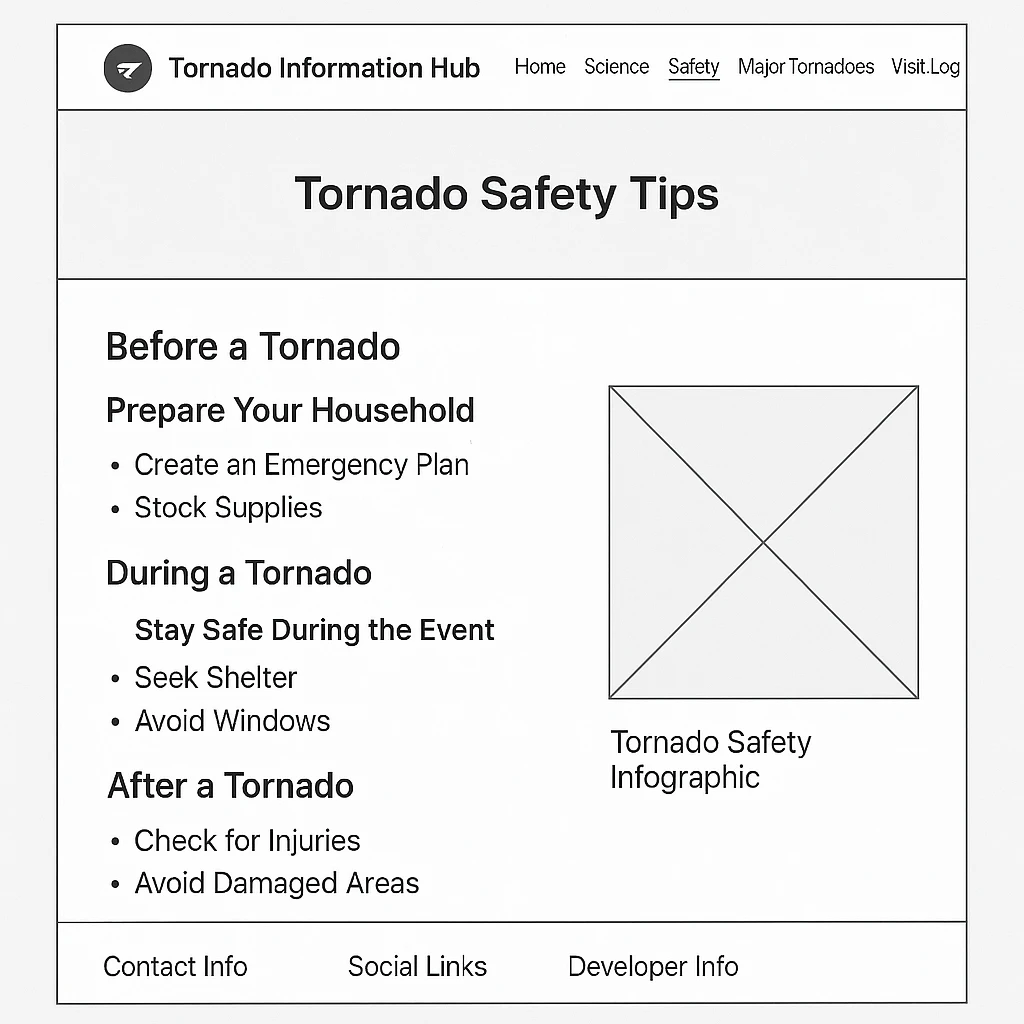 Tornado Information Hub Home Science Safety Major Tornadoes Visit.Log
Tornado Safety Tips
Before a Tornado
Prepare Your Household
• Create an Emergency Plan
• Stock Supplies
During a Tornado
Stay Safe During the Event
• Seek Shelter
• Avoid Windows
After a Tornado
• Check for Injuries
• Avoid Damaged Areas
Tornado Safety
Infographic
Contact Info Social Links Developer Info